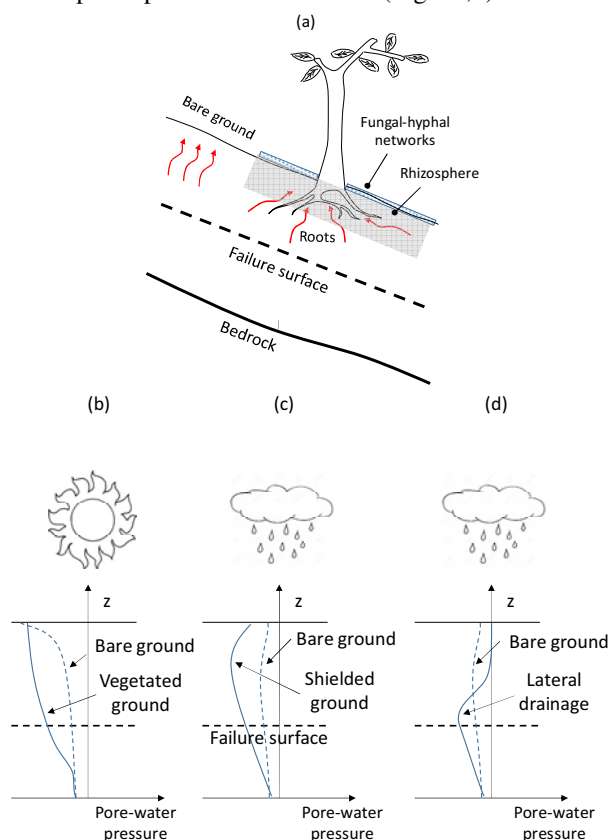 (a)
Bare ground
Fungal-hyphal
networks
Rhizosphere
Roots
Failure surface
Bedrock
(b)
(c)
(d)
z
z
z
Bare ground
Vegetated
ground
Bare ground
Shielded
ground
Bare ground
Lateral
drainage
Failure surface
Pore-water
pressure
Pore-water
pressure
Pore-water
pressure